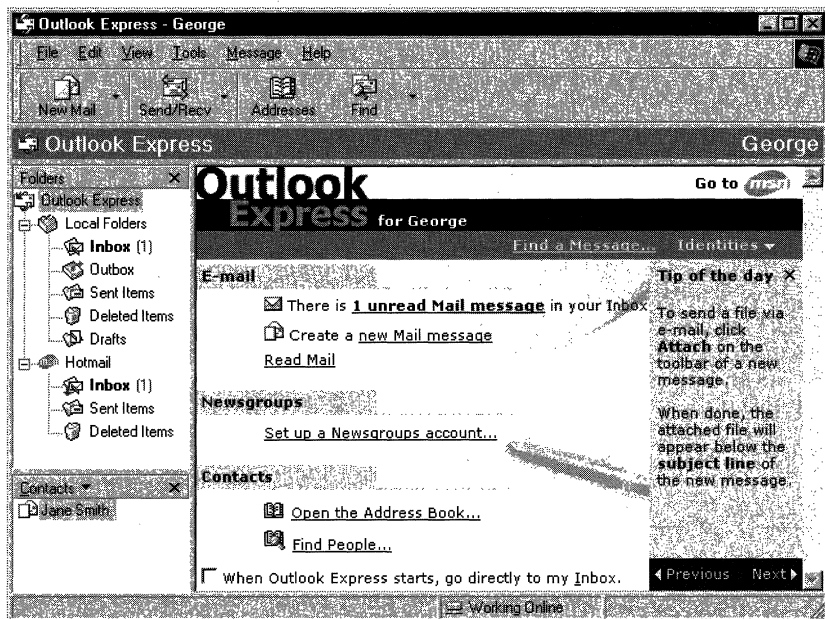 Outlook Express - George
File Edit View Tools Message Help
New Mail Send/Recv Addresses Find
Outlook Express George
Folders ×
Outlook Express
Local Folders
Inbox (1)
Outbox
Sent Items
Deleted Items
Drafts
Hotmail
Inbox (1)
Sent Items
Deleted Items
Contacts
Jane Smith
Outlook
Express for George
Go to msn
Find a Message... Identities
E-mail
There is 1 unread Mail message in your Inbox
Create a new Mail message
Read Mail
Newsgroups
Set up a Newsgroups account...
Contacts
Open the Address Book...
Find People...
When Outlook Express starts, go directly to my Inbox.
Tip of the day ×
To send a file via
e-mail, click
Attach on the
toolbar of a new
message.
When done, the
attached file will
appear below the
subject line of
the new message
Previous Next
Working Online